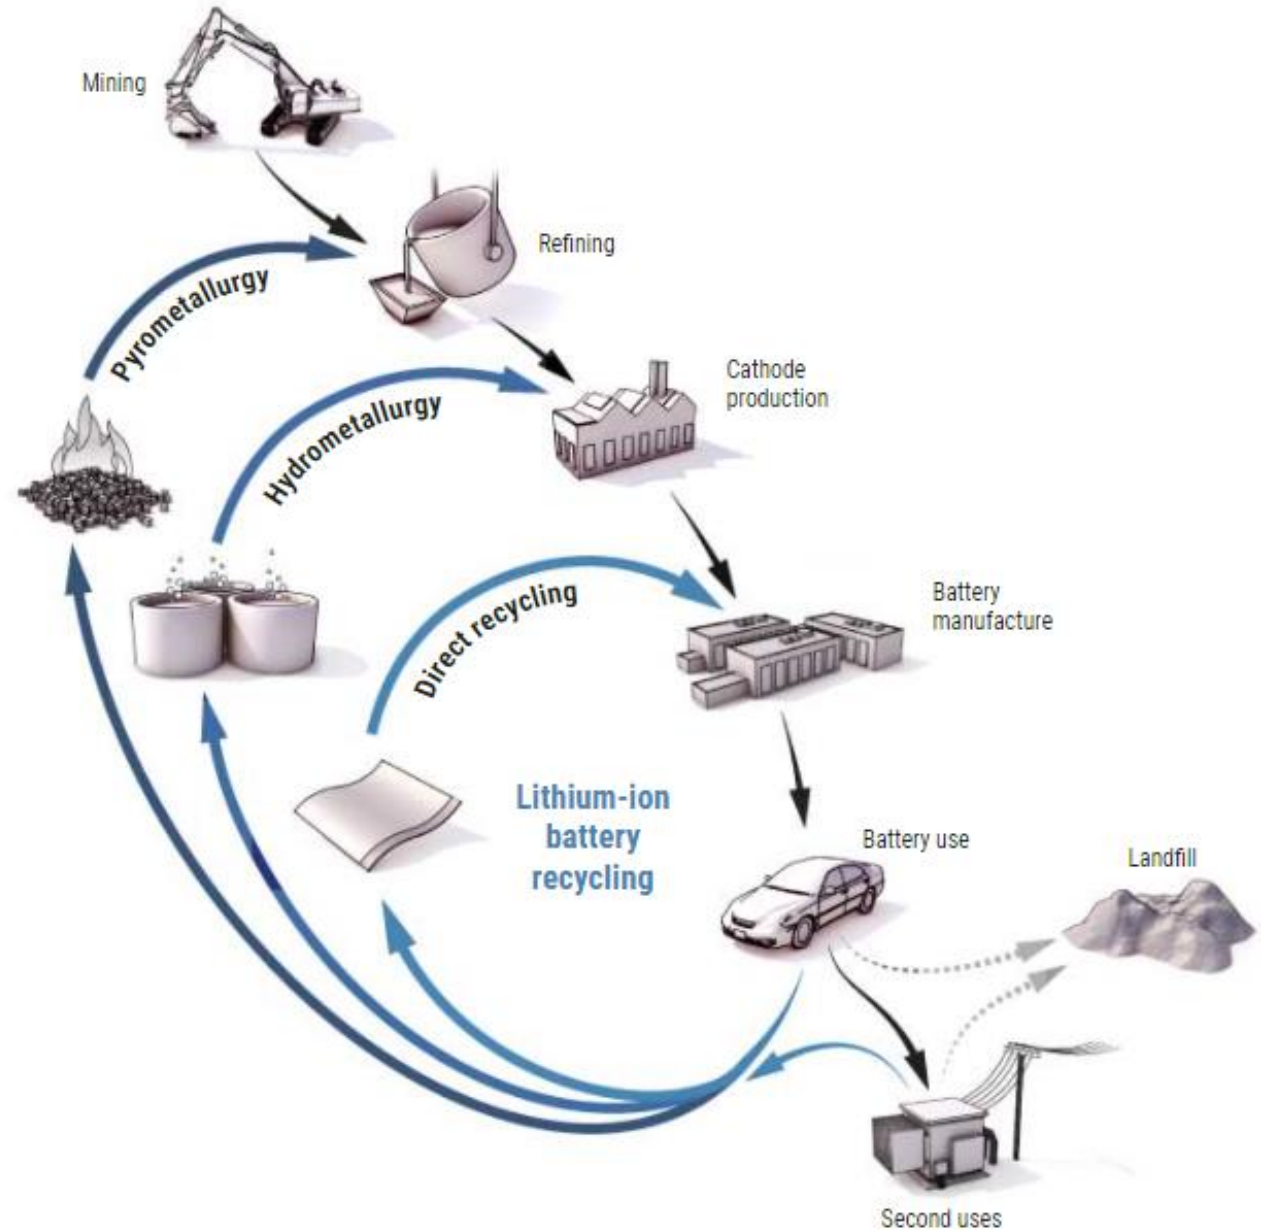 Mining
Refining
Pyrometallurgy
Cathode
production
Hydrometallurgy
Battery
manufacture
Direct recycling
Lithium-ion
battery
recycling
Battery use
Landfill
Second uses